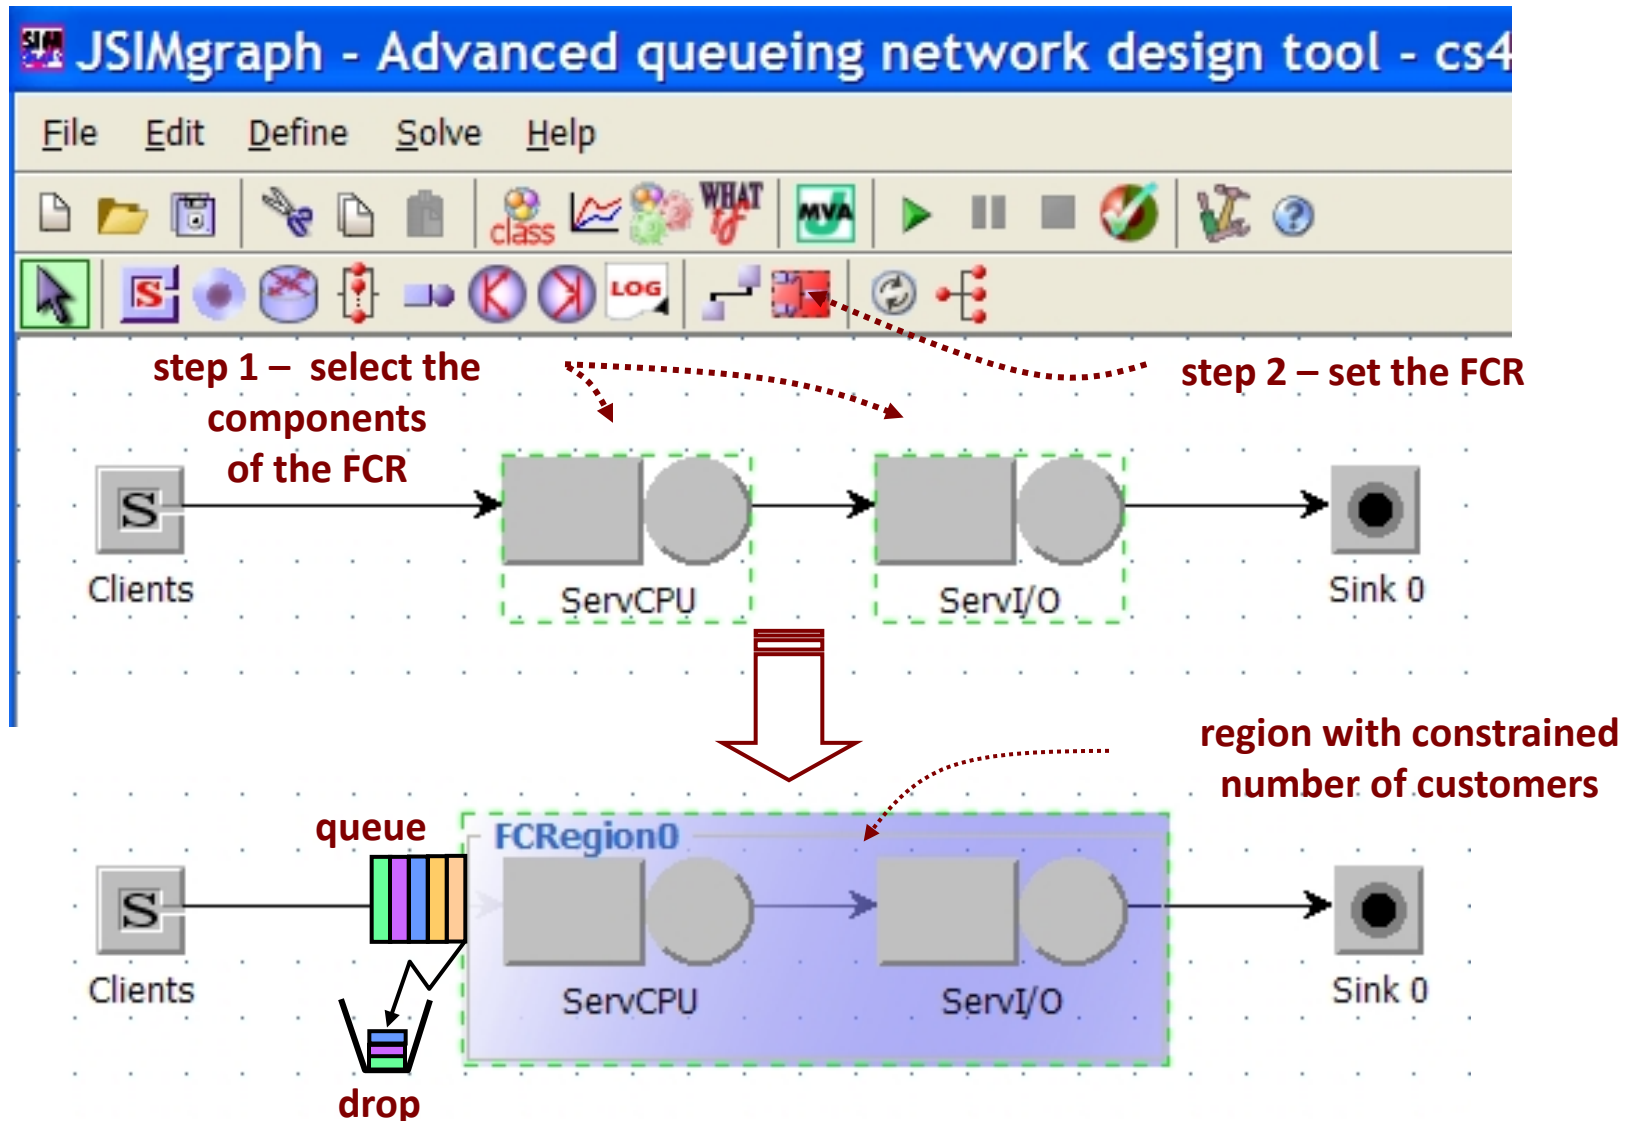 JSIMgraph - Advanced queueing network design tool - cs4
File Edit Define Solve Help
class WHAT if MVA
S LOG
step 1 – select the
components
of the FCR
step 2 – set the FCR
S
Clients
ServCPU
ServI/O
Sink 0
region with constrained
number of customers
queue
FCRegion0
S
Clients
ServCPU
ServI/O
Sink 0
drop